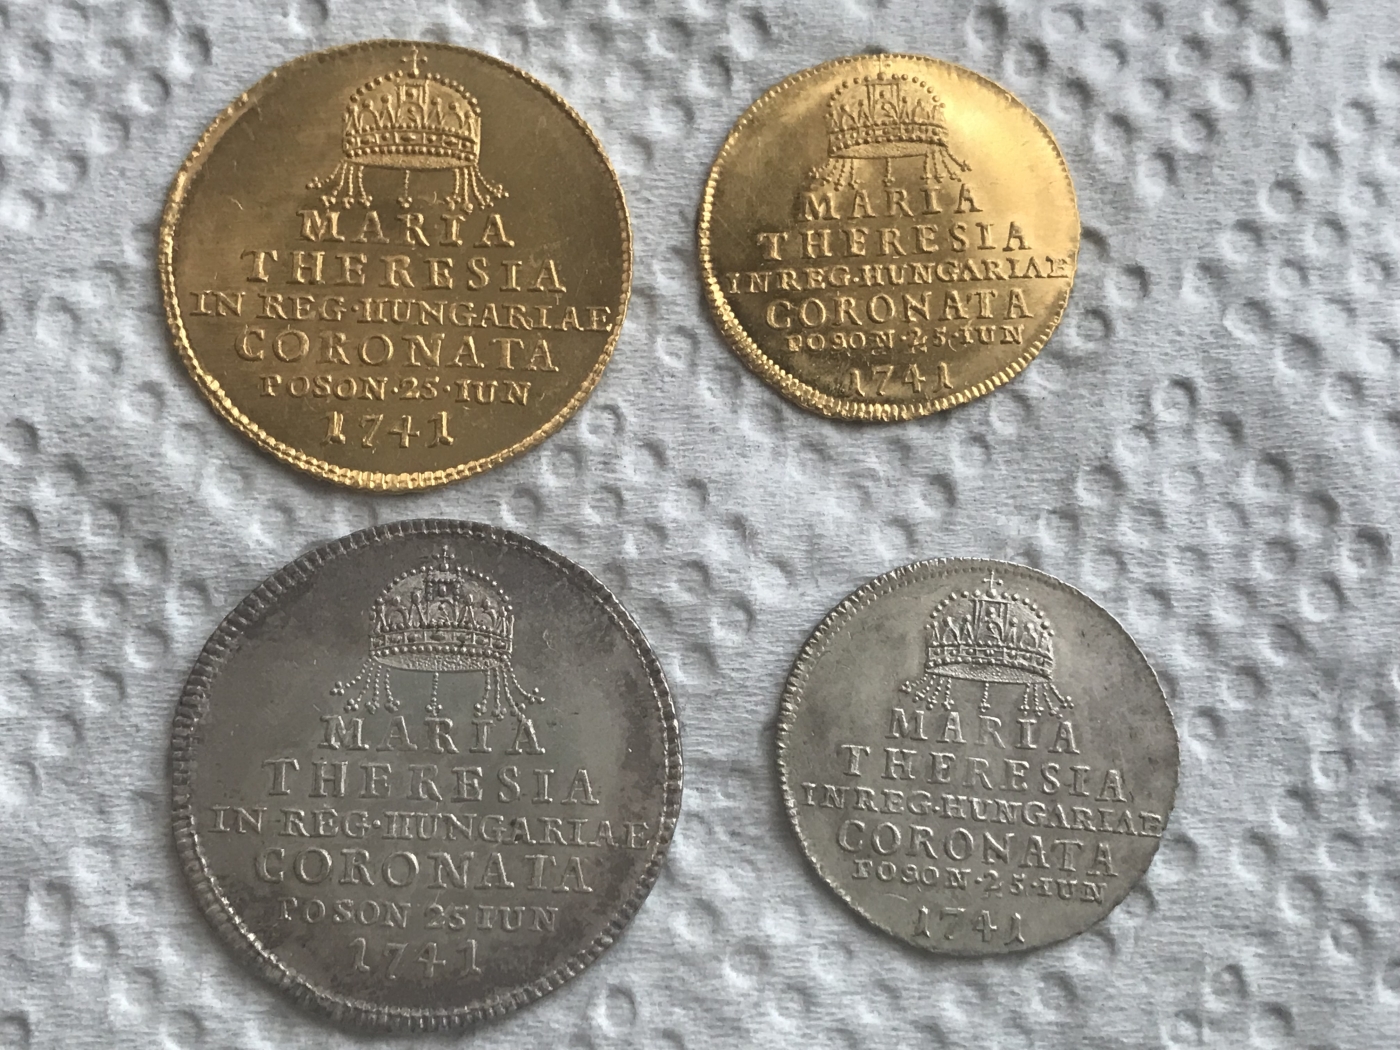 MARIA
THERESIA
IN REG·HUNGARIAE
CORONATA
POSON·25·IUN
1741
MARIA
THERESIA
IN REG·HUNGARIAE
CORONATA
POSON·25·IUN
1741
MARIA
THERESIA
IN REG·HUNGARIAE
CORONATA
POSON 25 IUN
1741
MARIA
THERESIA
IN REG·HUNGARIAE
CORONATA
POSON·25·IUN
1741